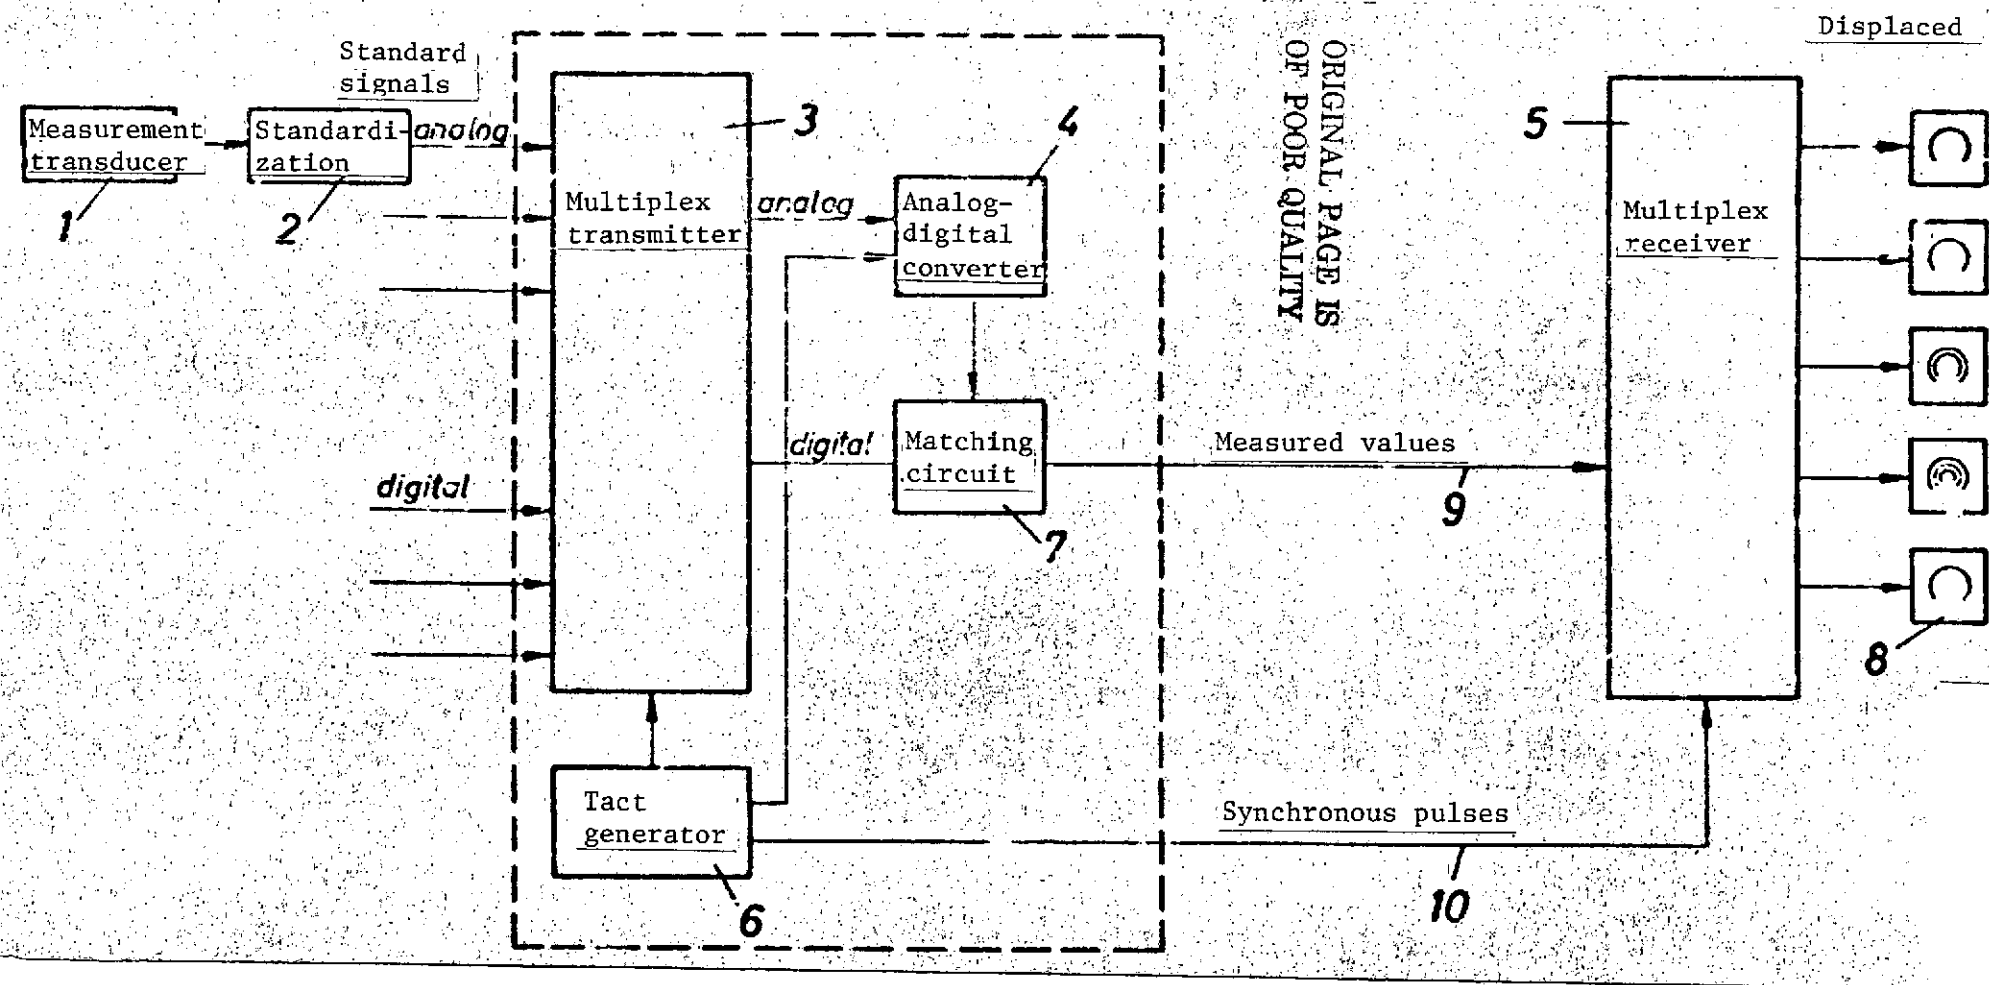 Displaced
Standard
signals
Measurement
transducer
1
Standardi-
zation
2
analog
digital
3
Multiplex
transmitter
analog
4
Analog-
digital
converter
digital
Matching
circuit
7
Tact
generator
6
ORIGINAL PAGE IS
OF POOR QUALITY
Measured values
9
Synchronous pulses
10
5
Multiplex
receiver
8